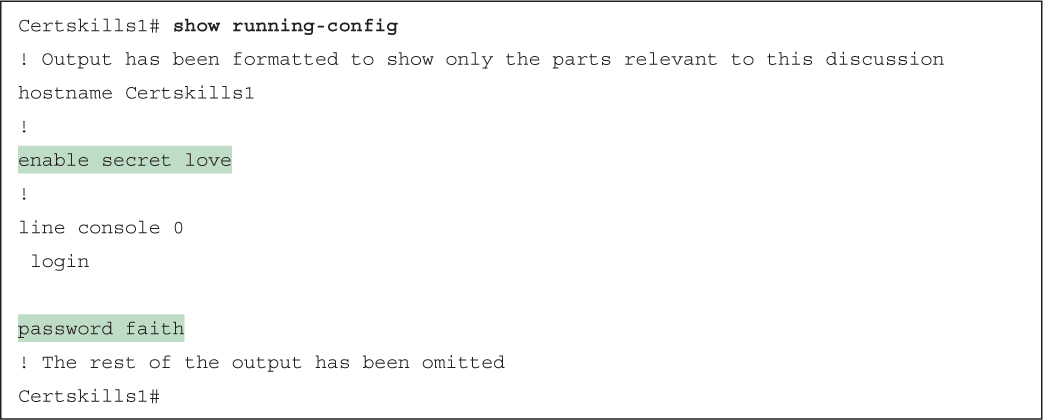 Certskills1# show running-config
! Output has been formatted to show only the parts relevant to this discussion
hostname Certskills1
!
enable secret love
!
line console 0
 login
password faith
! The rest of the output has been omitted
Certskills1#